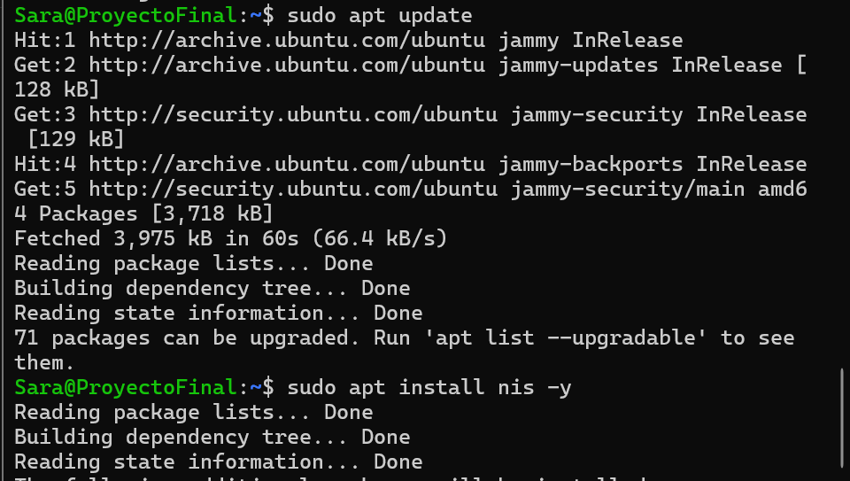 Sara@ProyectoFinal:~$ sudo apt update
Hit:1 http://archive.ubuntu.com/ubuntu jammy InRelease
Get:2 http://archive.ubuntu.com/ubuntu jammy-updates InRelease [
128 kB]
Get:3 http://security.ubuntu.com/ubuntu jammy-security InRelease
 [129 kB]
Hit:4 http://archive.ubuntu.com/ubuntu jammy-backports InRelease
Get:5 http://security.ubuntu.com/ubuntu jammy-security/main amd6
4 Packages [3,718 kB]
Fetched 3,975 kB in 60s (66.4 kB/s)
Reading package lists... Done
Building dependency tree... Done
Reading state information... Done
71 packages can be upgraded. Run 'apt list --upgradable' to see
them.
Sara@ProyectoFinal:~$ sudo apt install nis -y
Reading package lists... Done
Building dependency tree... Done
Reading state information... Done